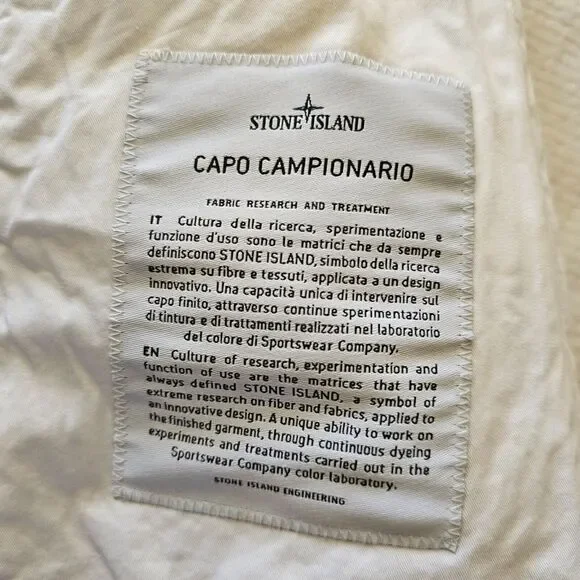 STONE ISLAND
CAPO CAMPIONARIO
FABRIC RESEARCH AND TREATMENT
IT Cultura della ricerca, sperimentazione e
funzione d'uso sono le matrici che da sempre
definiscono STONE ISLAND, simbolo della ricerca
estrema su fibre e tessuti, applicata a un design
innovativo. Una capacità unica di intervenire sul
capo finito, attraverso continue sperimentazioni
di tintura e di trattamenti realizzati nel laboratorio
del colore di Sportswear Company.
EN Culture of research, experimentation and
function of use are the matrices that have
always defined STONE ISLAND, a symbol of
extreme research on fiber and fabrics, applied to
an innovative design. A unique ability to work on
the finished garment, through continuous dyeing
experiments and treatments carried out in the
Sportswear Company color laboratory.
STONE ISLAND ENGINEERING